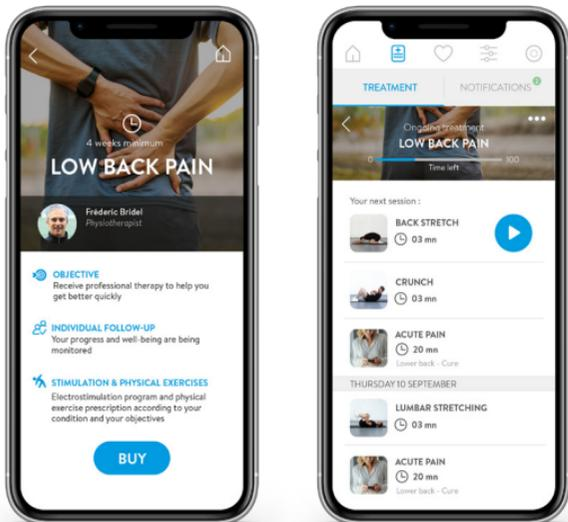 4 weeks minimum
LOW BACK PAIN
Fréderic Bridel
Physiotherapist
OBJECTIVE
Receive professional therapy to help you
get better quickly
INDIVIDUAL FOLLOW-UP
Your progress and well-being are being
monitored
STIMULATION & PHYSICAL EXERCISES
Electrostimulation program and physical
exercise prescription according to your
condition and your objectives
BUY
TREATMENT
NOTIFICATIONS 2
Ongoing treatment
LOW BACK PAIN
0 100
Time left
Your next session :
BACK STRETCH
03 mn
CRUNCH
03 mn
ACUTE PAIN
20 mn
Lower back - Cure
THURSDAY 10 SEPTEMBER
LUMBAR STRETCHING
03 mn
ACUTE PAIN
20 mn
Lower back - Cure